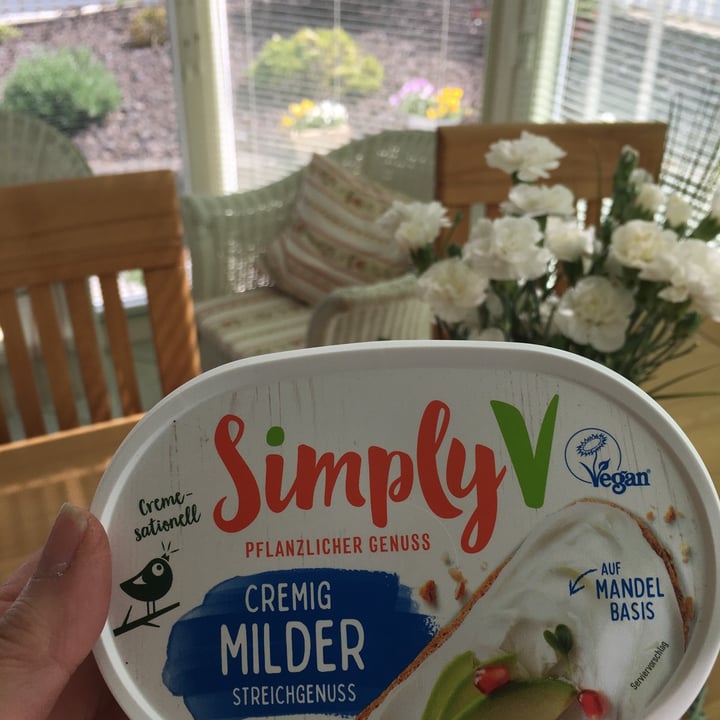 Simply V
Vegan
Creme-
sationell
PFLANZLICHER GENUSS
CREMIG
MILDER
STREICHGENUSS
AUF
MANDEL
BASIS
Serviervorschlag